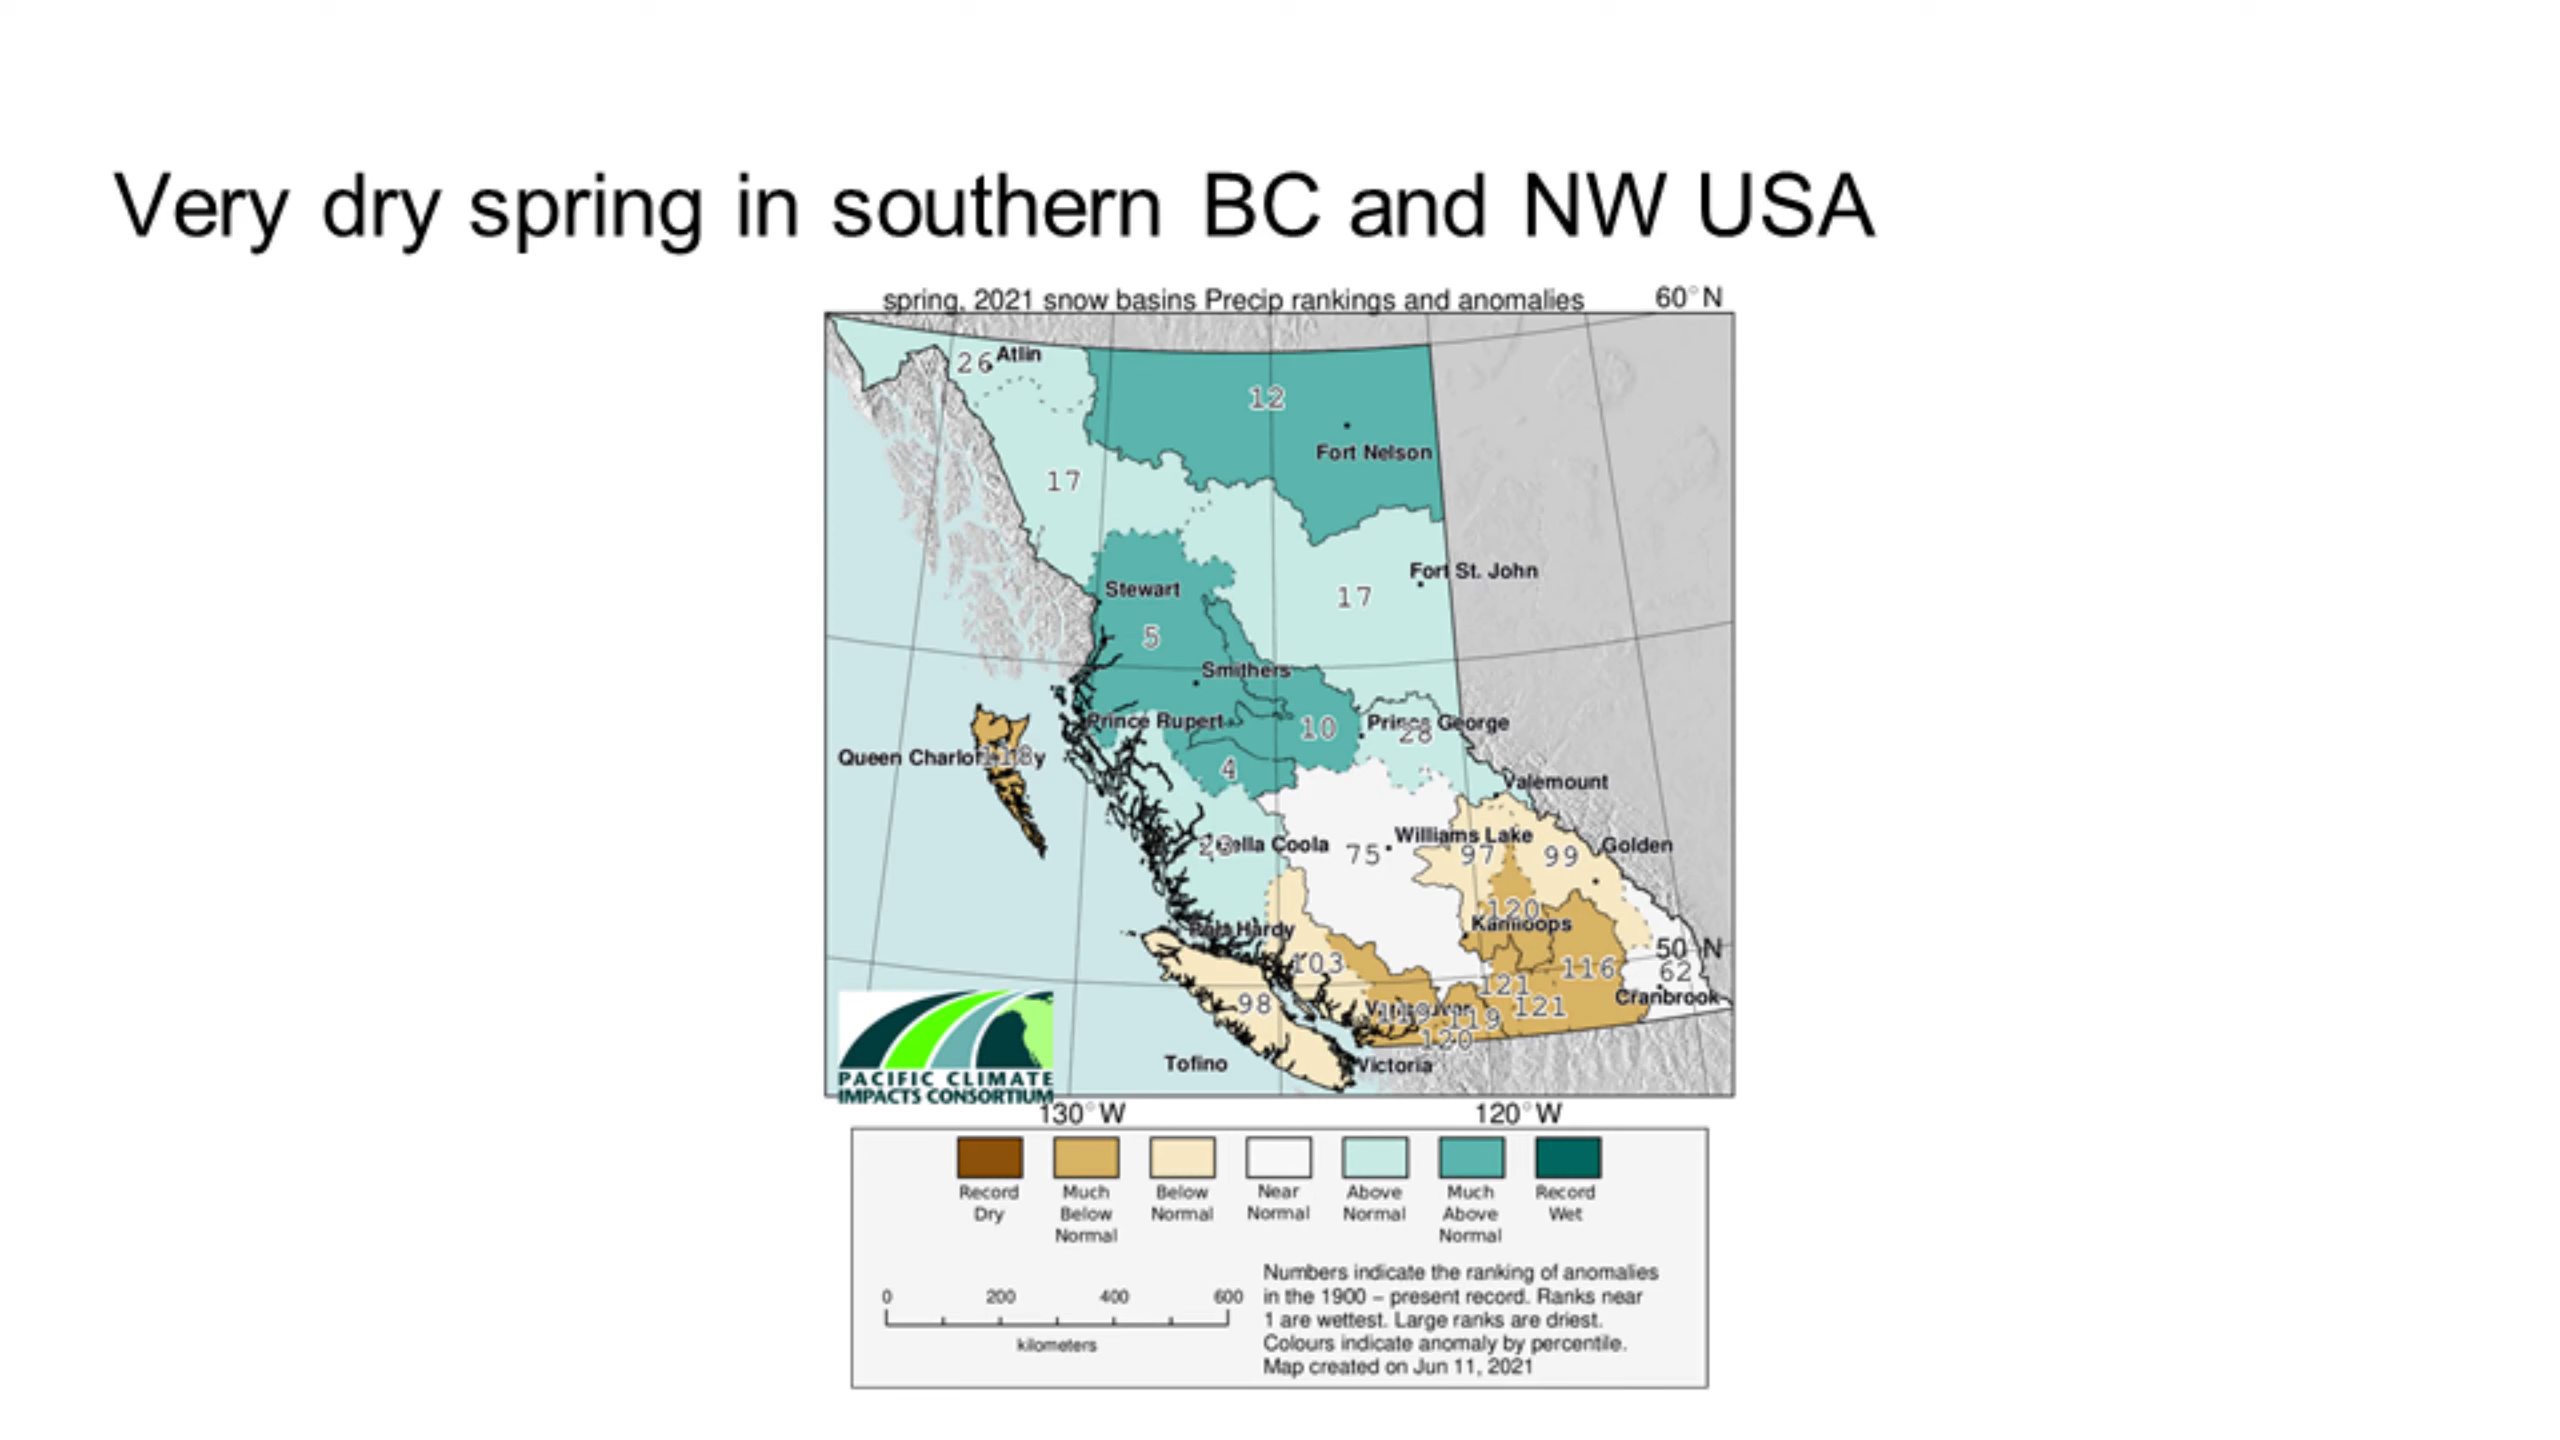 Very dry spring in southern BC and NW USA
spring, 2021 snow basins Precip rankings and anomalies
60°N
26
Atlin
12
Fort Nelson
17
Fort St. John
Stewart
17
5
Smithers
Prince Rupert
10
Prince George
28
Queen Charlotte City
118
4
Valemount
Williams Lake
Bella Coola
75
97
99
Golden
120
Kamloops
Port Hardy
50°N
103
116
62
121
Cranbrook
98
121
Vancouver
119
119
120
Tofino
Victoria
PACIFIC CLIMATE
IMPACTS CONSORTIUM
130°W
120°W
Record
Dry
Much
Below
Normal
Below
Normal
Near
Normal
Above
Normal
Much
Above
Normal
Record
Wet
0
200
400
600
kilometers
Numbers indicate the ranking of anomalies
in the 1900 – present record. Ranks near
1 are wettest. Large ranks are driest.
Colours indicate anomaly by percentile.
Map created on Jun 11, 2021